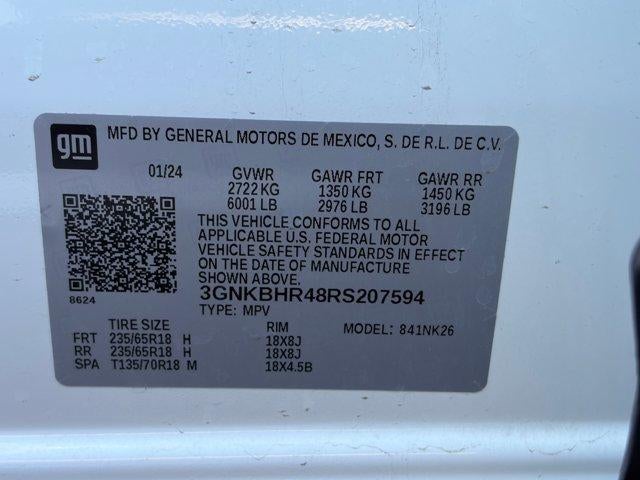 gm
MFD BY GENERAL MOTORS DE MEXICO, S. DE R.L. DE C.V.
01/24 GVWR GAWR FRT GAWR RR
2722 KG 1350 KG 1450 KG
6001 LB 2976 LB 3196 LB
THIS VEHICLE CONFORMS TO ALL
APPLICABLE U.S. FEDERAL MOTOR
VEHICLE SAFETY STANDARDS IN EFFECT
ON THE DATE OF MANUFACTURE
SHOWN ABOVE.
8624
3GNKBHR48RS207594
TYPE: MPV
TIRE SIZE RIM MODEL: 841NK26
FRT 235/65R18 H 18X8J
RR 235/65R18 H 18X8J
SPA T135/70R18 M 18X4.5B